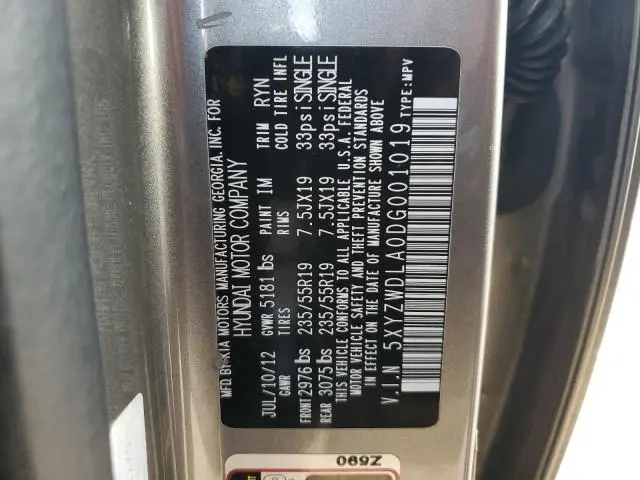 MFD BY KIA MOTORS MANUFACTURING GEORGIA, INC. FOR
HYUNDAI MOTOR COMPANY
JUL/10/12 GVWR 5181 lbs PAINT IM TRIM RYN
GAWR TIRES RIMS COLD TIRE INFL
FRONT 2976 lbs 235/55R19 7.5JX19 33psi SINGLE
REAR 3075 lbs 235/55R19 7.5JX19 33psi SINGLE
THIS VEHICLE CONFORMS TO ALL APPLICABLE U.S.A. FEDERAL
MOTOR VEHICLE SAFETY AND THEFT PREVENTION STANDARDS
IN EFFECT ON THE DATE OF MANUFACTURE SHOWN ABOVE
V.I.N 5XYZWDLA0DG001019 TYPE:MPV
Z590